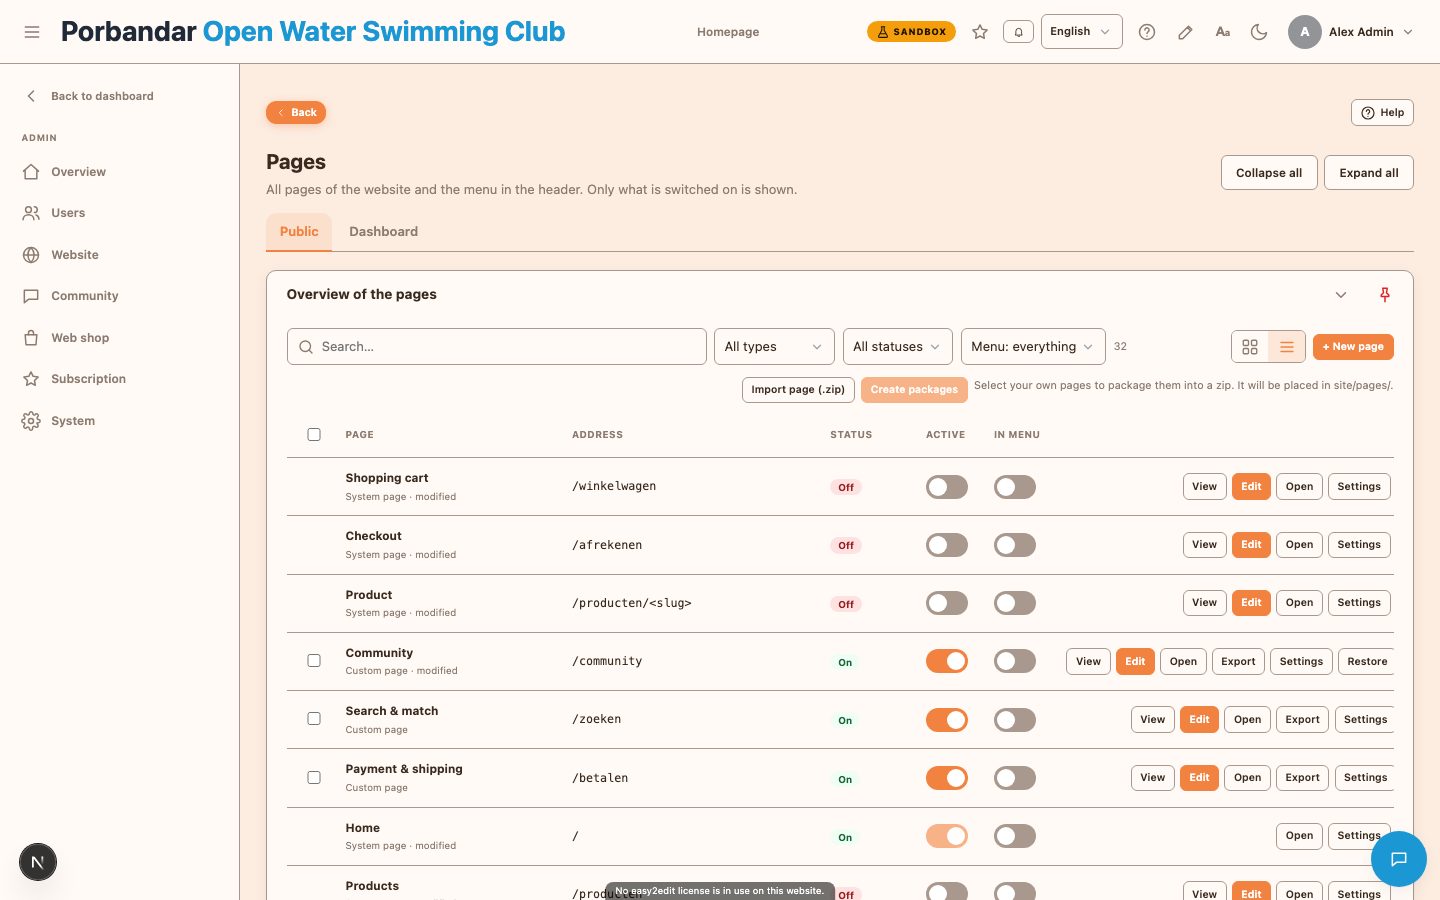 Porbandar Open Water Swimming Club
Homepage
SANDBOX
English
Aa
A
Alex Admin
Back to dashboard
ADMIN
Overview
Users
Website
Community
Web shop
Subscription
System
N
Back
Help
Pages
All pages of the website and the menu in the header. Only what is switched on is shown.
Collapse all
Expand all
Public
Dashboard
Overview of the pages
Search...
All types
All statuses
Menu: everything
32
+ New page
Import page (.zip)
Create packages
Select your own pages to package them into a zip. It will be placed in site/pages/.
PAGE ADDRESS STATUS ACTIVE IN MENU
Shopping cart
System page · modified
/winkelwagen
Off
View Edit Open Settings
Checkout
System page · modified
/afrekenen
Off
View Edit Open Settings
Product
System page · modified
/producten/<slug>
Off
View Edit Open Settings
Community
Custom page · modified
/community
On
View Edit Open Export Settings Restore
Search & match
Custom page
/zoeken
On
View Edit Open Export Settings
Payment & shipping
Custom page
/betalen
On
View Edit Open Export Settings
Home
System page · modified
/
On
Open Settings
Products
Off
View Edit Open Settings
No easy2edit license is in use on this website.